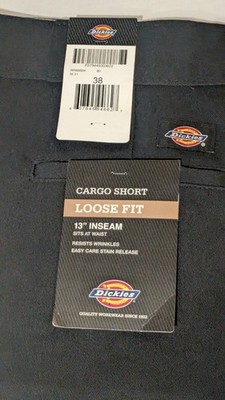 Dickies
38
Dickies
CARGO SHORT
LOOSE FIT
13" INSEAM
SITS AT WAIST
RESISTS WRINKLES
EASY CARE STAIN RELEASE
Dickies
QUALITY WORKWEAR SINCE 1922